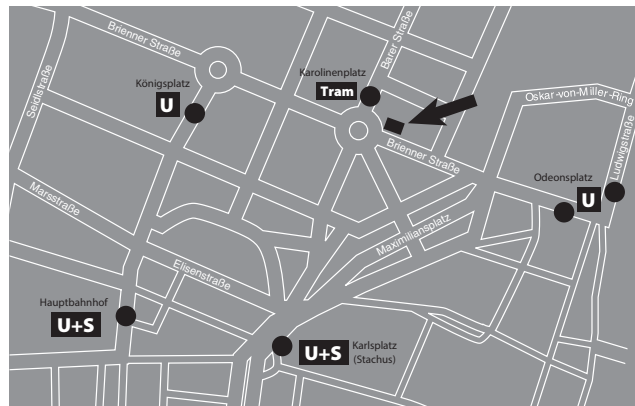 Brienner Straße
Seidlstraße
Königsplatz
U
Karolinenplatz
Tram
Barer Straße
Oskar-von-Miller-Ring
Ludwigstraße
Brienner Straße
Odeonsplatz
U
Marsstraße
Maximiliansplatz
Elisenstraße
Hauptbahnhof
U+S
U+S
Karlsplatz
(Stachus)